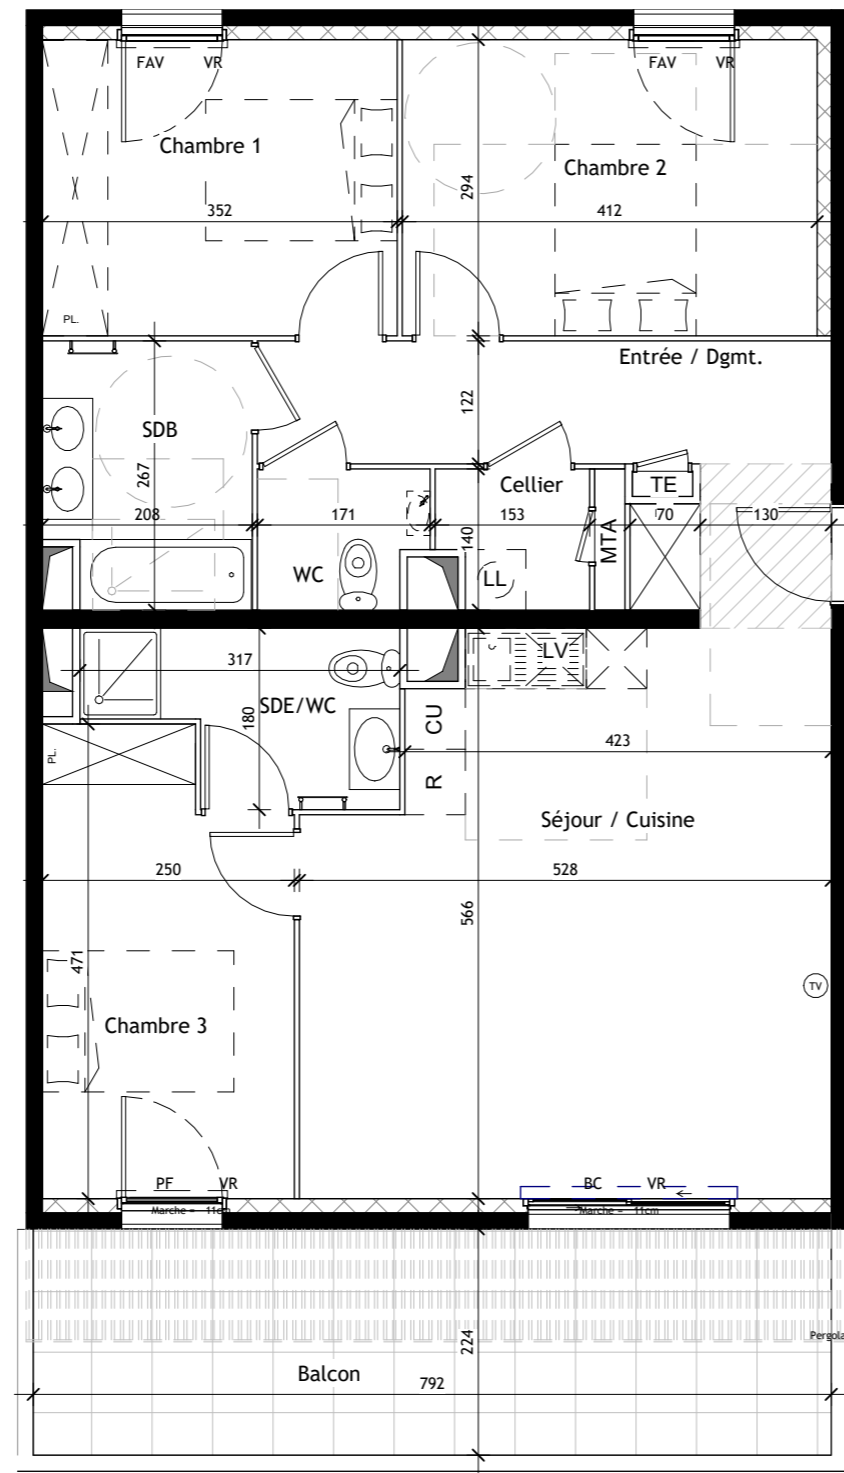 FAV VR
FAV VR
Chambre 1
Chambre 2
294
352
412
PL.
Entrée / Dgmt.
122
SDB
267
Cellier
TE
208
171
153
70
130
140
MTA
WC
LL
LV
317
SDE/WC
180
CU
423
PL.
R
Séjour / Cuisine
250
528
566
471
TV
Chambre 3
PF VR
BC VR
Marche = 11cm
Marche = 11cm
224
Pergola
Balcon
792